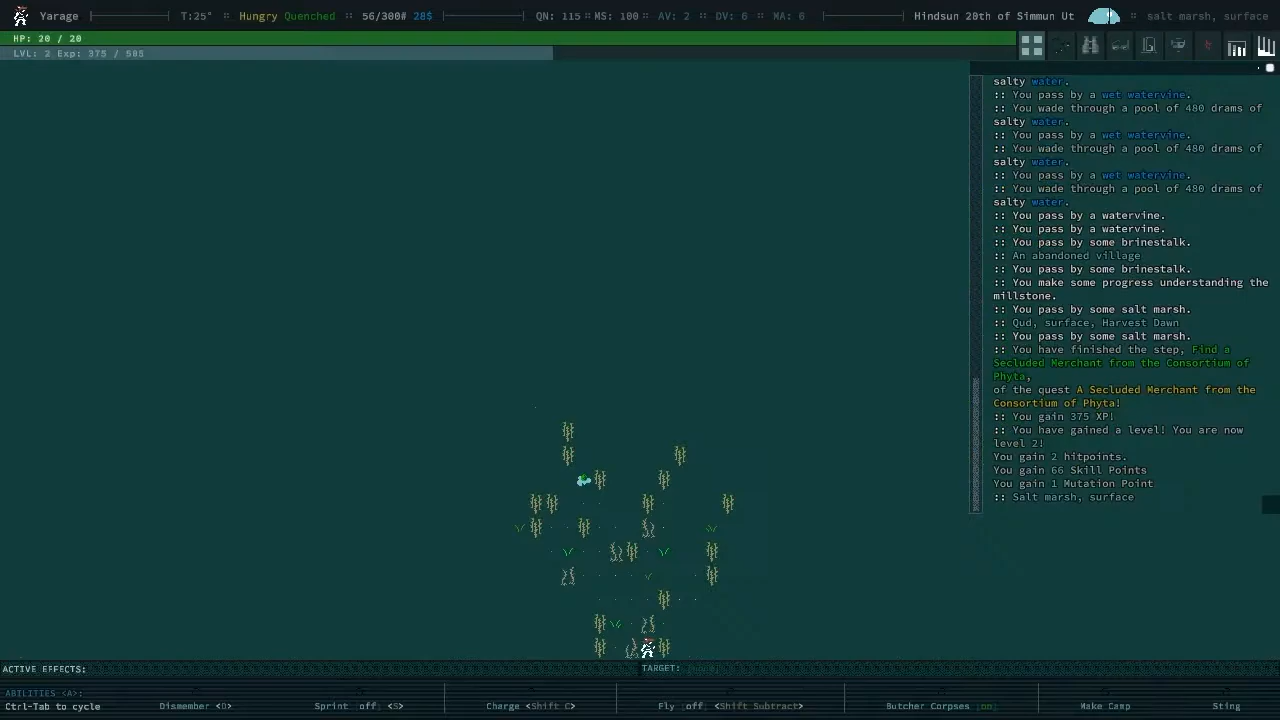 Yarage T:25° :: Hungry Quenched :: 56/300# 28$ QN: 115 :: MS: 100 :: AV: 2 :: DV: 6 :: MA: 6 Hindsun 20th of Simmun Ut :: salt marsh, surface
HP: 20 / 20
LVL: 2 Exp: 375 / 505
salty water.
:: You pass by a wet watervine.
:: You wade through a pool of 480 drams of
salty water.
:: You pass by a wet watervine.
:: You wade through a pool of 480 drams of
salty water.
:: You pass by a wet watervine.
:: You wade through a pool of 480 drams of
salty water.
:: You pass by a watervine.
:: You pass by a watervine.
:: You pass by some brinestalk.
:: An abandoned village
:: You pass by some brinestalk.
:: You make some progress understanding the
millstone.
:: You pass by some salt marsh.
:: Qud, surface, Harvest Dawn
:: You pass by some salt marsh.
:: You have finished the step, Find a
Secluded Merchant from the Consortium of
Phyta,
of the quest A Secluded Merchant from the
Consortium of Phyta!
:: You gain 375 XP!
:: You have gained a level! You are now
level 2!
You gain 2 hitpoints.
You gain 66 Skill Points
You gain 1 Mutation Point
:: Salt marsh, surface
ACTIVE EFFECTS: TARGET: [none]
ABILITIES <A>:
Ctrl-Tab to cycle Dismember <D> Sprint [off] <S> Charge <Shift C> Fly [off] <Shift Subtract> Butcher Corpses [on] Make Camp Sting